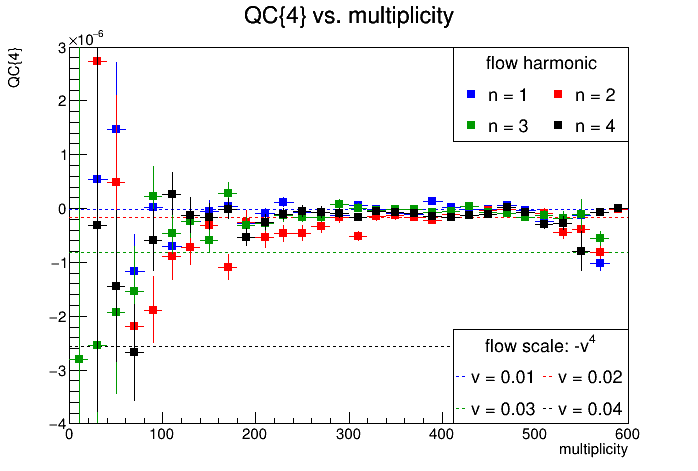 QC{4} vs. multiplicity
QC{4}
×10⁻⁶
3
2
1
0
−1
−2
−3
−4
flow harmonic
n = 1 n = 2
n = 3 n = 4
flow scale: -v⁴
v = 0.01 v = 0.02
v = 0.03 v = 0.04
0 100 200 300 400 500 600
multiplicity